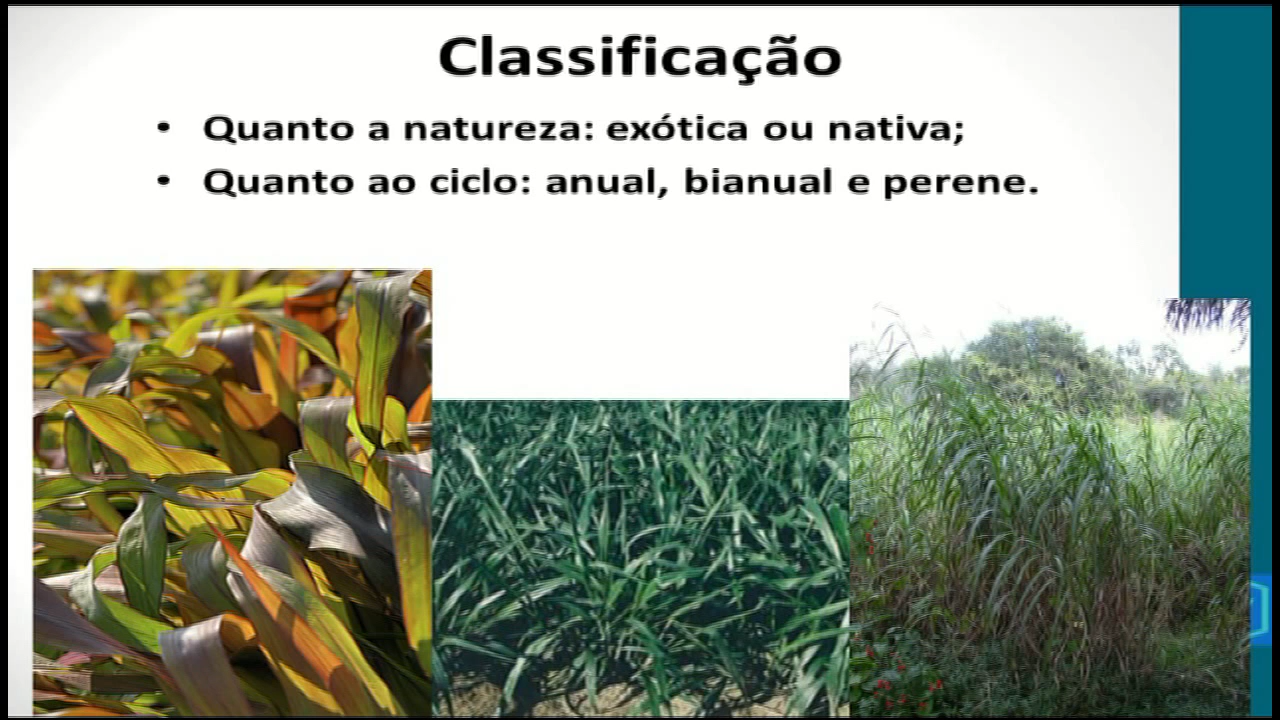 Classificação
• Quanto a natureza: exótica ou nativa;
• Quanto ao ciclo: anual, bianual e perene.